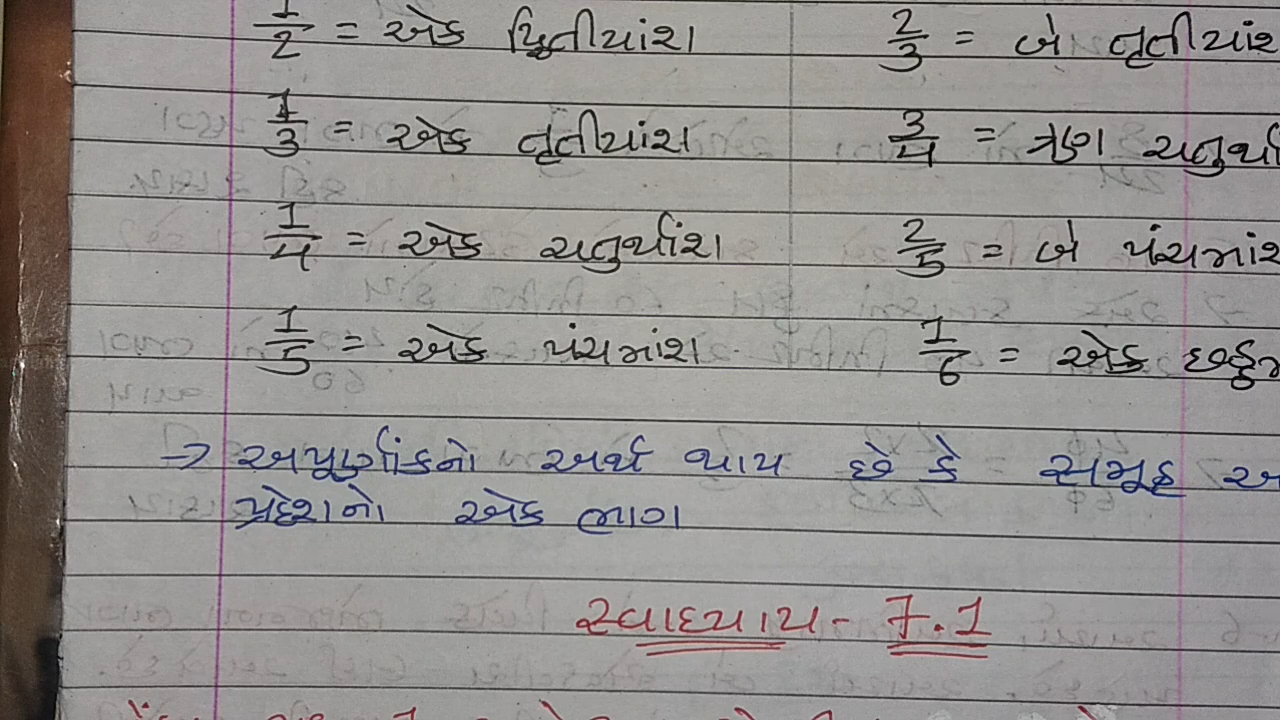 1/2 = એક દ્વિતીયાંશ 2/3 = બે તૃતીયાંશ
1/3 = એક તૃતીયાંશ 3/4 = ત્રણ ચતુર્થાં
1/4 = એક ચતુર્થાંશ 2/5 = બે પંચમાંશ
1/5 = એક પંચમાંશ 1/6 = એક
→ અપૂર્ણાંકનો અર્થ થાય છે કે સમૂહ અ
પ્રદેશનો એક ભાગ
સ્વાદયાય - 7.1